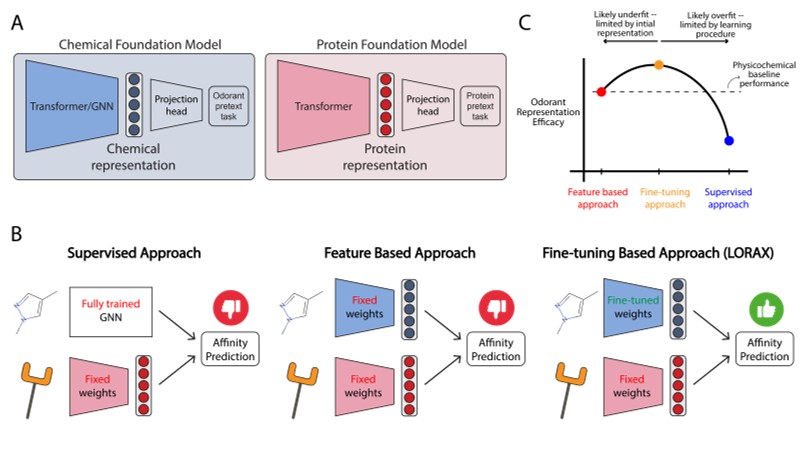 A
Chemical Foundation Model
Protein Foundation Model
Transformer/GNN
Projection
head
Odorant
pretext
task
Chemical
representation
Transformer
Projection
head
Protein
pretext
task
Protein
representation
C
Likely underfit --
limited by intial
representation
Likely overfit --
limited by learning
procedure
Physicochemical
baseline
performance
Odorant
Representation
Efficacy
Feature based
approach
Fine-tuning
approach
Supervised
approach
B
Supervised Approach
N
N
Fully trained
GNN
Fixed
weights
Affinity
Prediction
Feature Based Approach
N
N
Fixed
weights
Fixed
weights
Affinity
Prediction
Fine-tuning Based Approach (LORAX)
N
N
Fine-tuned
weights
Fixed
weights
Affinity
Prediction